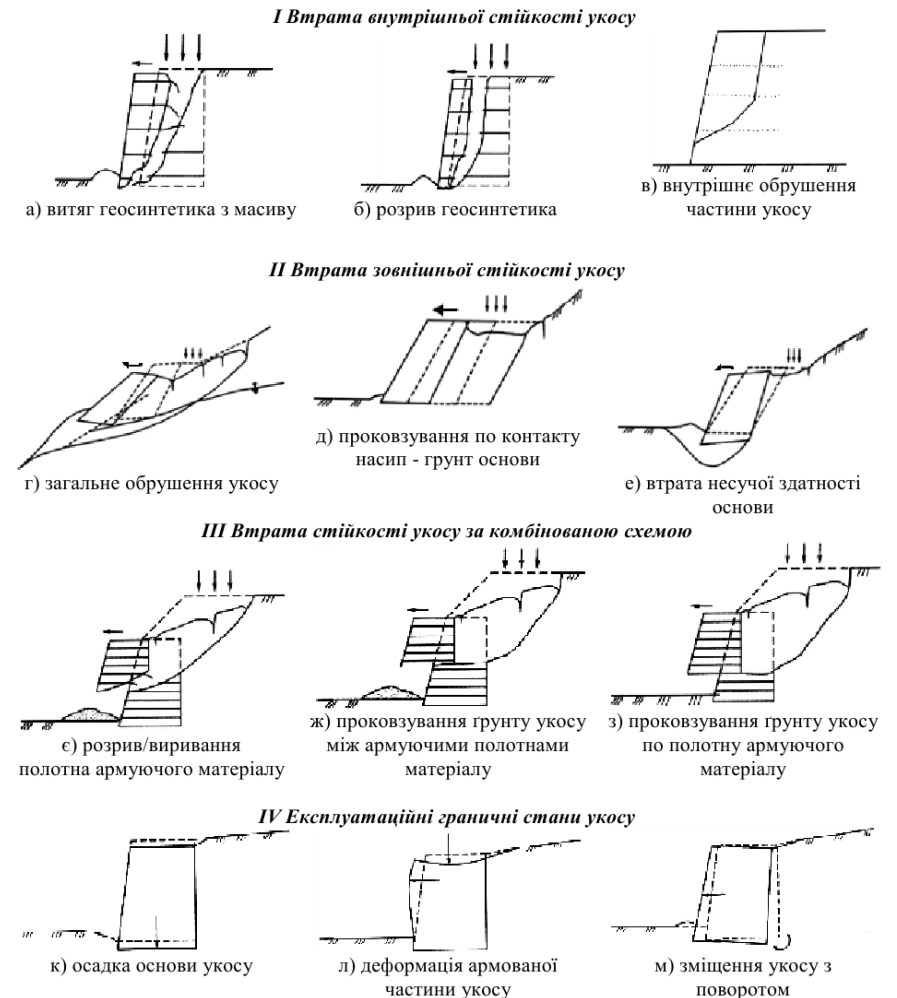 I Втрата внутрішньої стійкості укосу
а) витяг геосинтетика з масиву
б) розрив геосинтетика
в) внутрішнє обрушення
частини укосу
II Втрата зовнішньої стійкості укосу
г) загальне обрушення укосу
д) проковзування по контакту
насип - грунт основи
е) втрата несучої здатності
основи
III Втрата стійкості укосу за комбінованою схемою
є) розрив/виривання
полотна армуючого матеріалу
ж) проковзування ґрунту укосу
між армуючими полотнами
матеріалу
з) проковзування ґрунту укосу
по полотну армуючого
матеріалу
IV Експлуатаційні граничні стани укосу
к) осадка основи укосу
л) деформація армованої
частини укосу
м) зміщення укосу з
поворотом